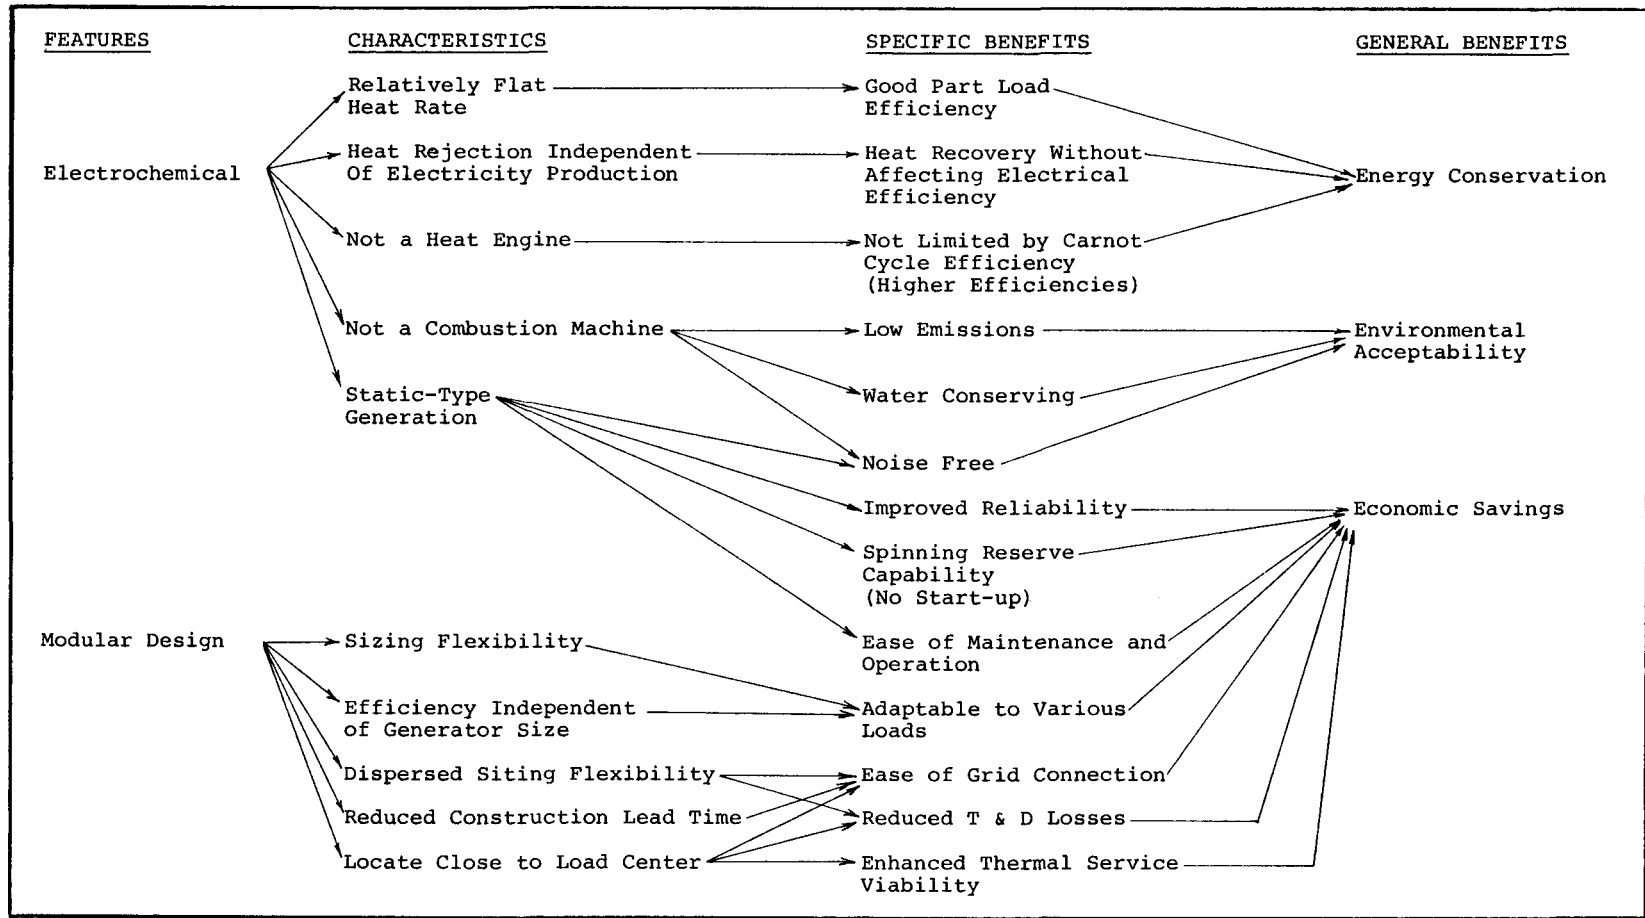 FEATURES
CHARACTERISTICS
SPECIFIC BENEFITS
GENERAL BENEFITS
Electrochemical
Relatively Flat
Heat Rate
Good Part Load
Efficiency
Heat Rejection Independent
Of Electricity Production
Heat Recovery Without
Affecting Electrical
Efficiency
Energy Conservation
Not a Heat Engine
Not Limited by Carnot
Cycle Efficiency
(Higher Efficiencies)
Not a Combustion Machine
Low Emissions
Environmental
Acceptability
Static-Type
Generation
Water Conserving
Noise Free
Improved Reliability
Economic Savings
Spinning Reserve
Capability
(No Start-up)
Modular Design
Sizing Flexibility
Ease of Maintenance and
Operation
Efficiency Independent
of Generator Size
Adaptable to Various
Loads
Dispersed Siting Flexibility
Ease of Grid Connection
Reduced Construction Lead Time
Reduced T & D Losses
Locate Close to Load Center
Enhanced Thermal Service
Viability